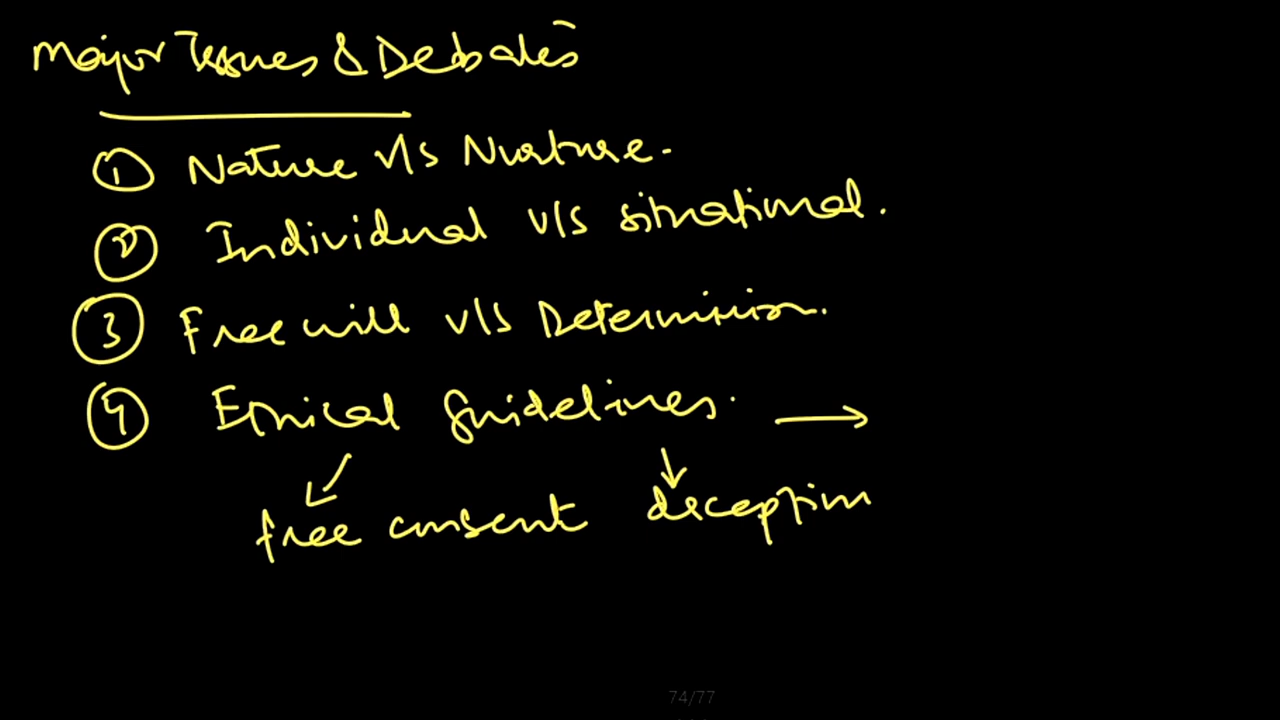 Major Issues & Debates
① Nature v/s Nurture.
② Individual v/s situational.
③ Free will v/s Determinism.
④ Ethical Guidelines. →
free consent deception
74/77